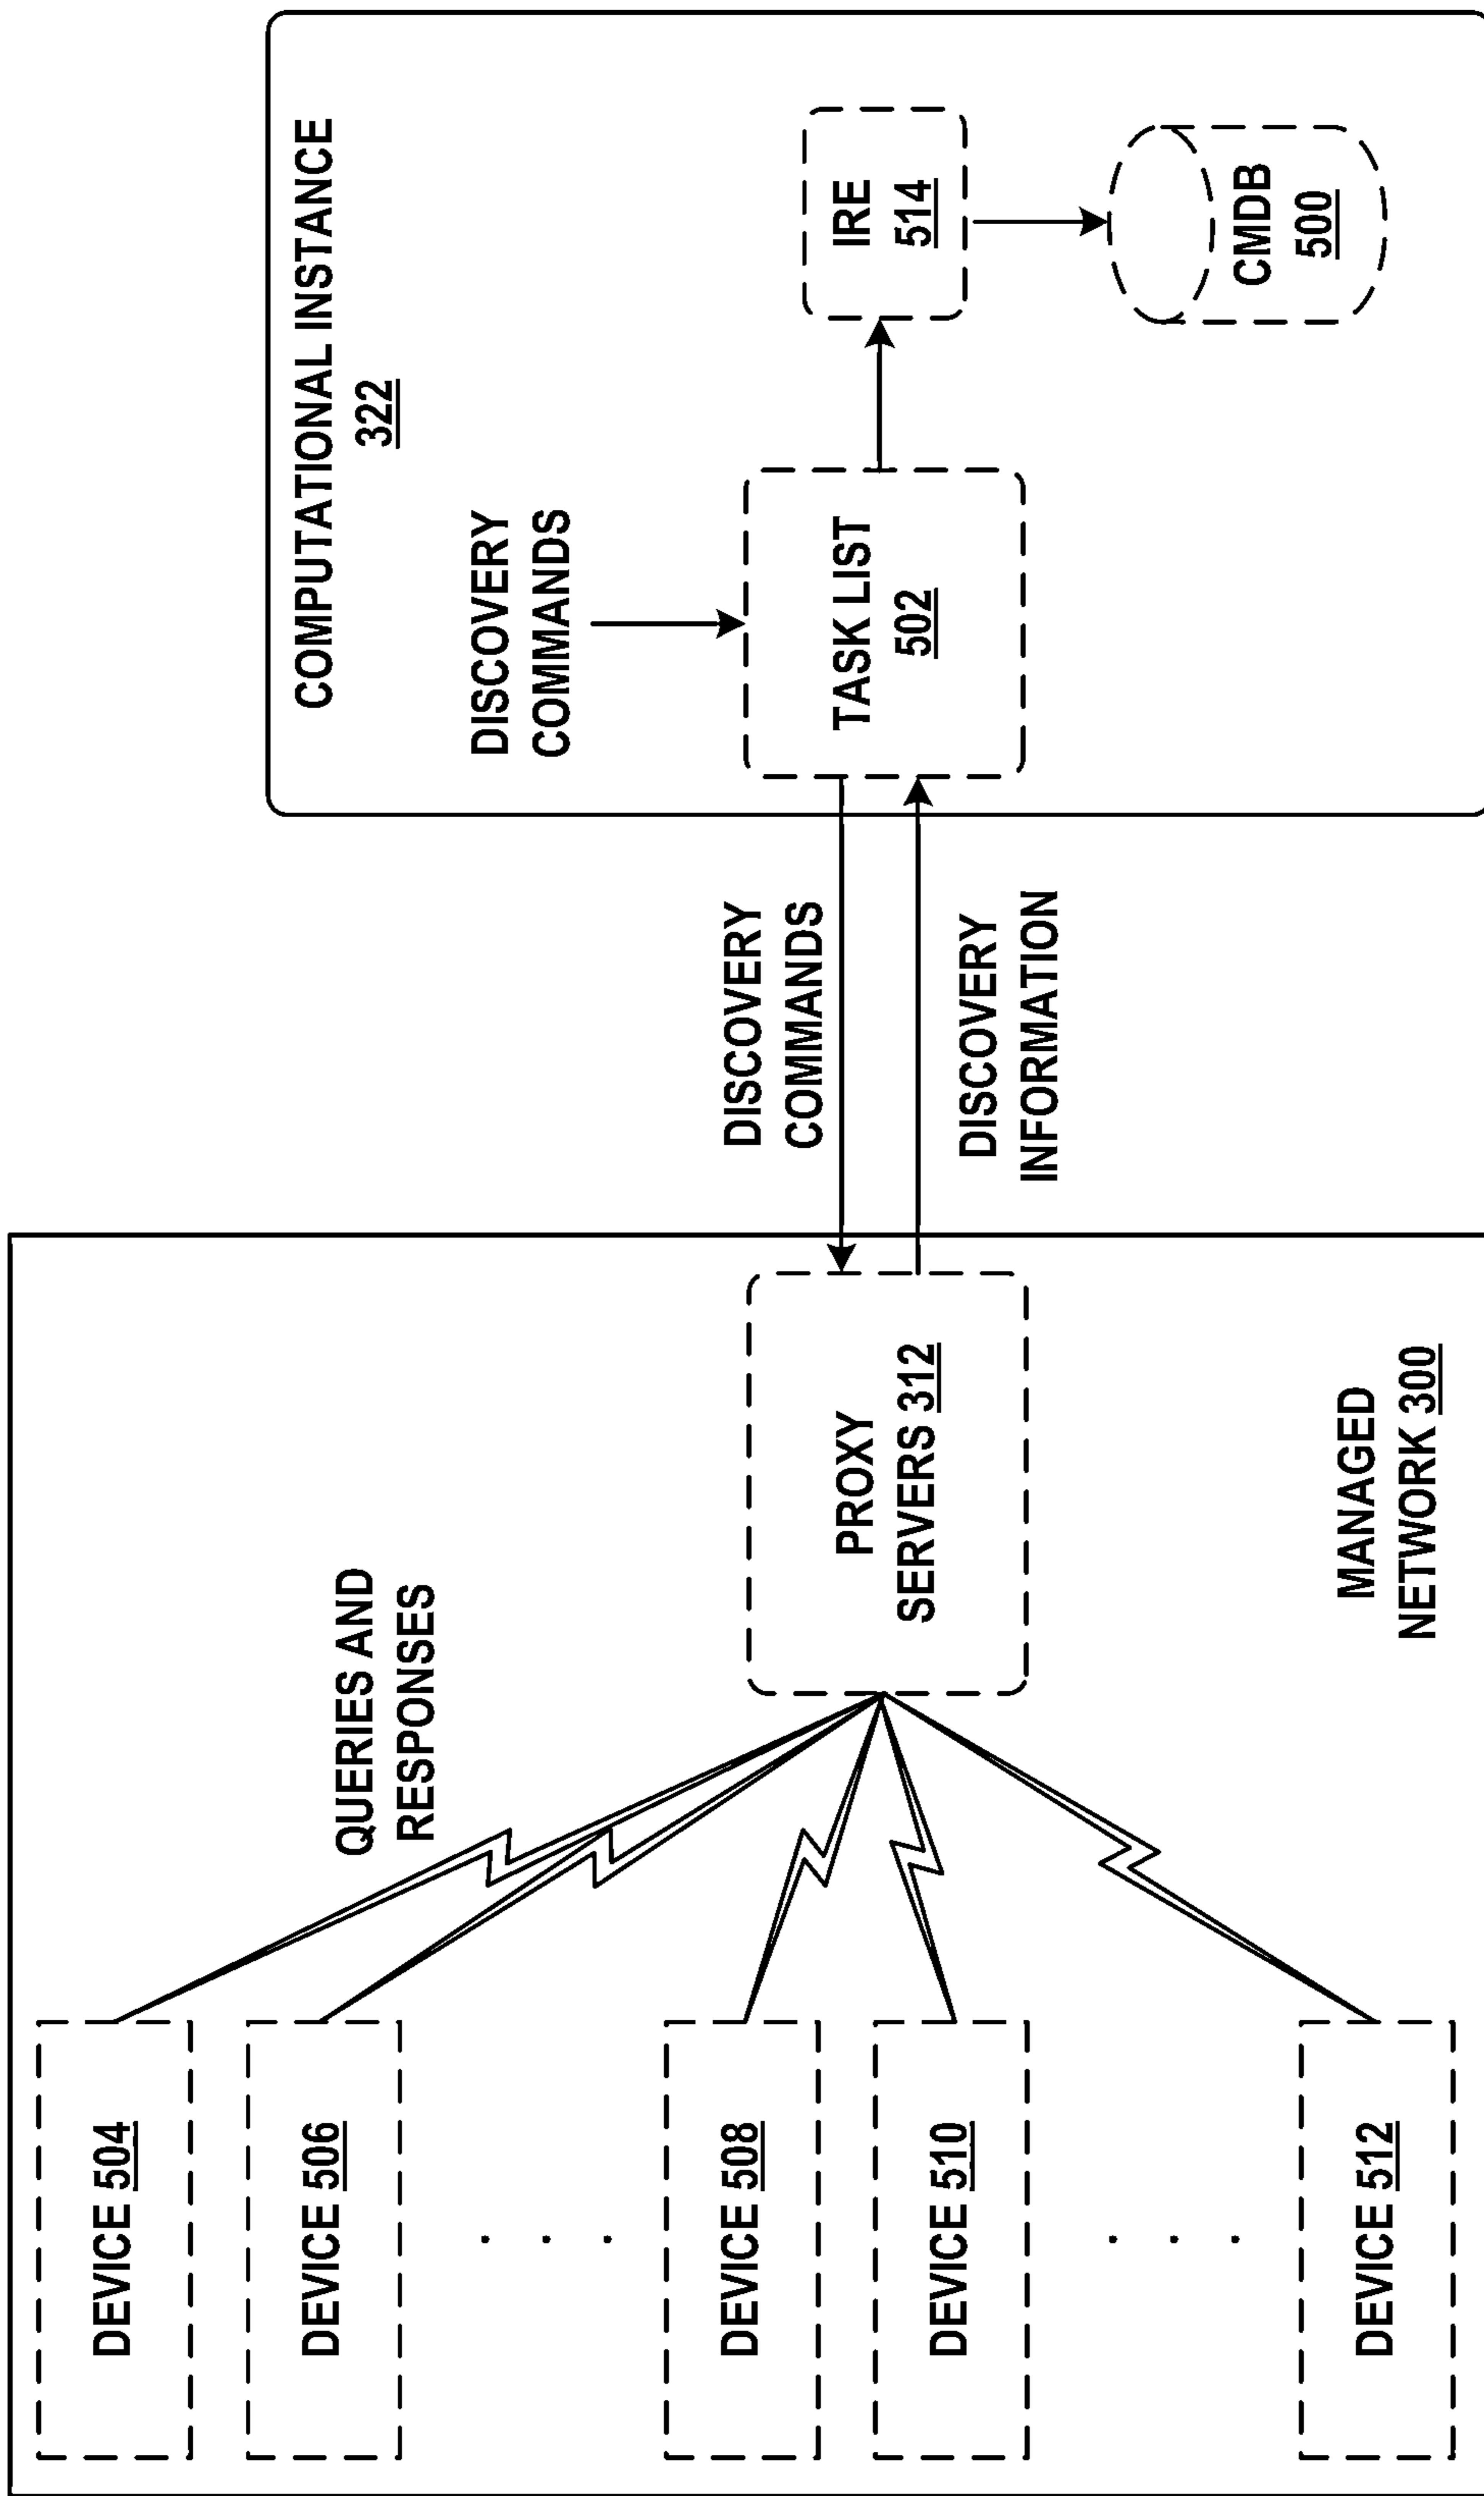 DEVICE 504
DEVICE 506
. . .
DEVICE 508
DEVICE 510
. . .
DEVICE 512
QUERIES AND
RESPONSES
PROXY
SERVERS 312
MANAGED
NETWORK 300
DISCOVERY
COMMANDS
DISCOVERY
INFORMATION
COMPUTATIONAL INSTANCE
322
DISCOVERY
COMMANDS
TASK LIST
502
IRE
514
CMDB
500